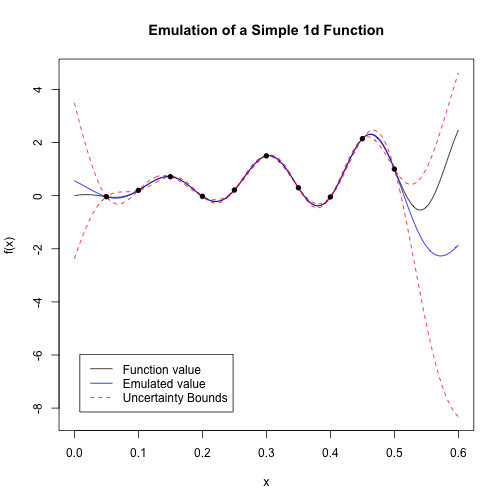 Emulation of a Simple 1d Function
4
2
0
-2
-4
-6
-8
f(x)
Function value
Emulated value
Uncertainty Bounds
0.0 0.1 0.2 0.3 0.4 0.5 0.6
x